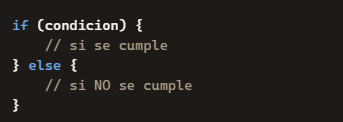 if (condicion) {
    // si se cumple
} else {
    // si NO se cumple
}